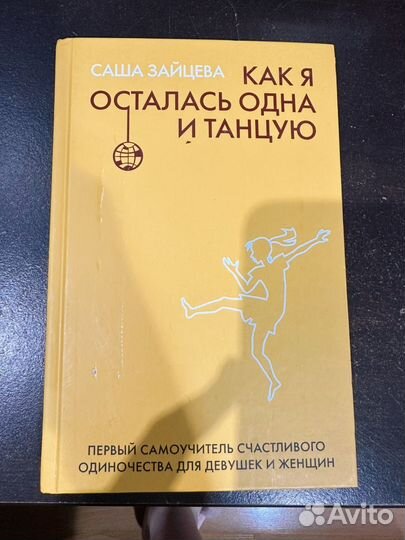 САША ЗАЙЦЕВА
КАК Я
ОСТАЛАСЬ ОДНА
И ТАНЦУЮ
ПЕРВЫЙ САМОУЧИТЕЛЬ СЧАСТЛИВОГО
ОДИНОЧЕСТВА ДЛЯ ДЕВУШЕК И ЖЕНЩИН
Avito